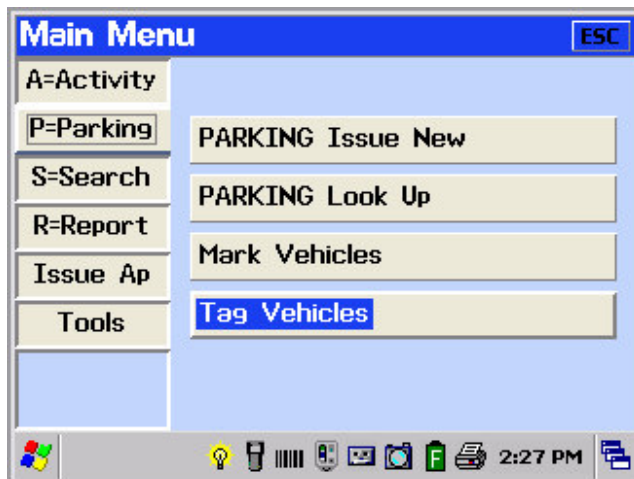 Main Menu
ESC
A=Activity
P=Parking
S=Search
R=Report
Issue Ap
Tools
PARKING Issue New
PARKING Look Up
Mark Vehicles
Tag Vehicles
F
2:27 PM